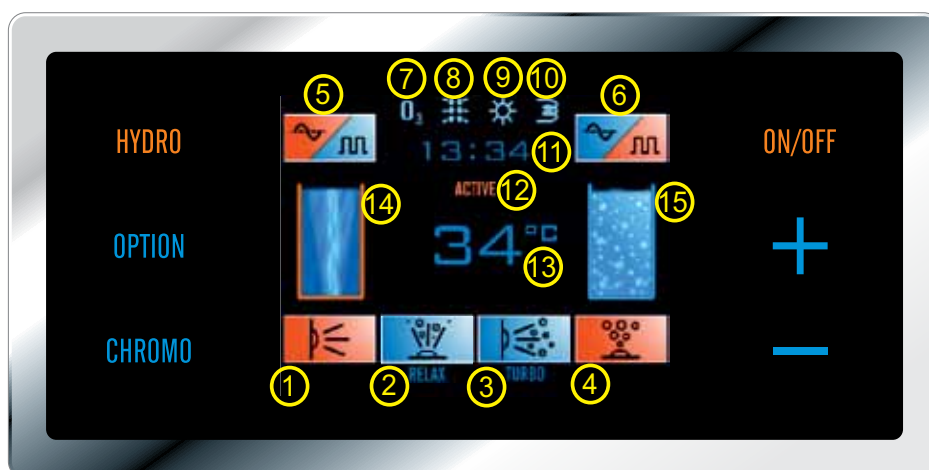 7 8 9 10
5 6
O₃
13:34 11
HYDRO
ON/OFF
ACTIVE 12
14 15
OPTION
34°C
13
+
CHROMO
−
1 2 RELAX 3 TURBO 4